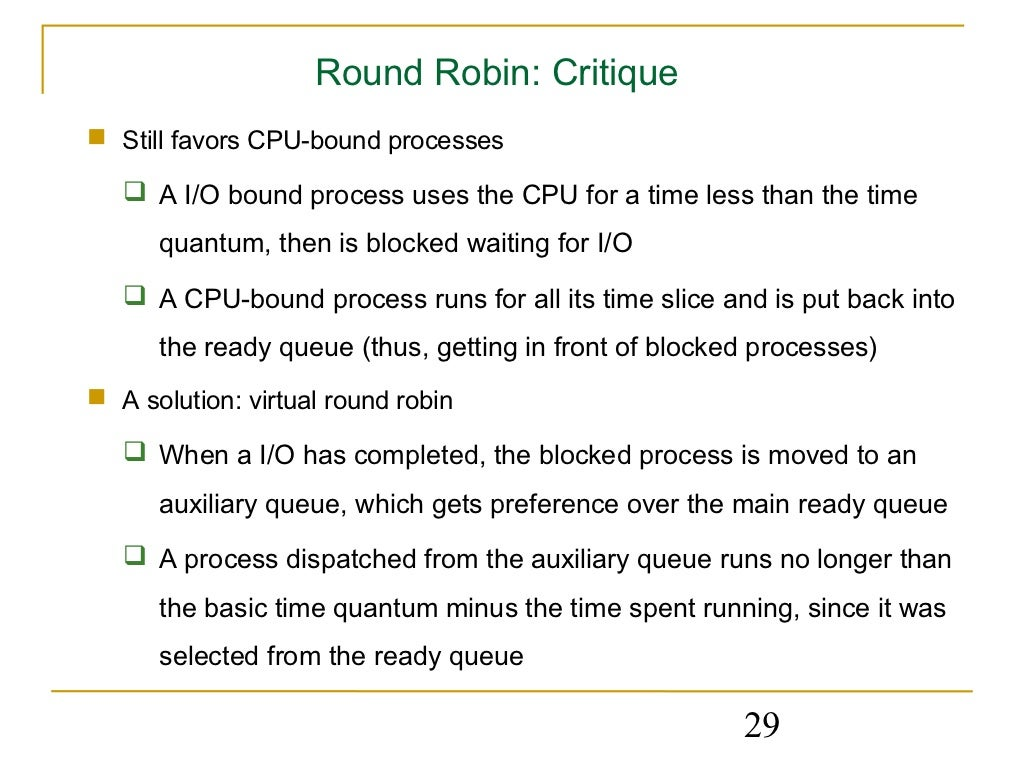 Round Robin: Critique
Still favors CPU-bound processes
A I/O bound process uses the CPU for a time less than the time
quantum, then is blocked waiting for I/O
A CPU-bound process runs for all its time slice and is put back into
the ready queue (thus, getting in front of blocked processes)
A solution: virtual round robin
When a I/O has completed, the blocked process is moved to an
auxiliary queue, which gets preference over the main ready queue
A process dispatched from the auxiliary queue runs no longer than
the basic time quantum minus the time spent running, since it was
selected from the ready queue
29